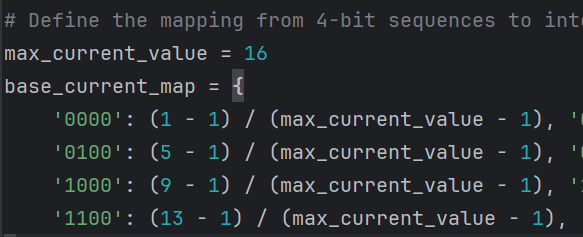 # Define the mapping from 4-bit sequences to
max_current_value = 16
base_current_map = {
'0000': (1 - 1) / (max_current_value - 1), '
'0100': (5 - 1) / (max_current_value - 1), '
'1000': (9 - 1) / (max_current_value - 1), '
'1100': (13 - 1) / (max_current_value - 1),